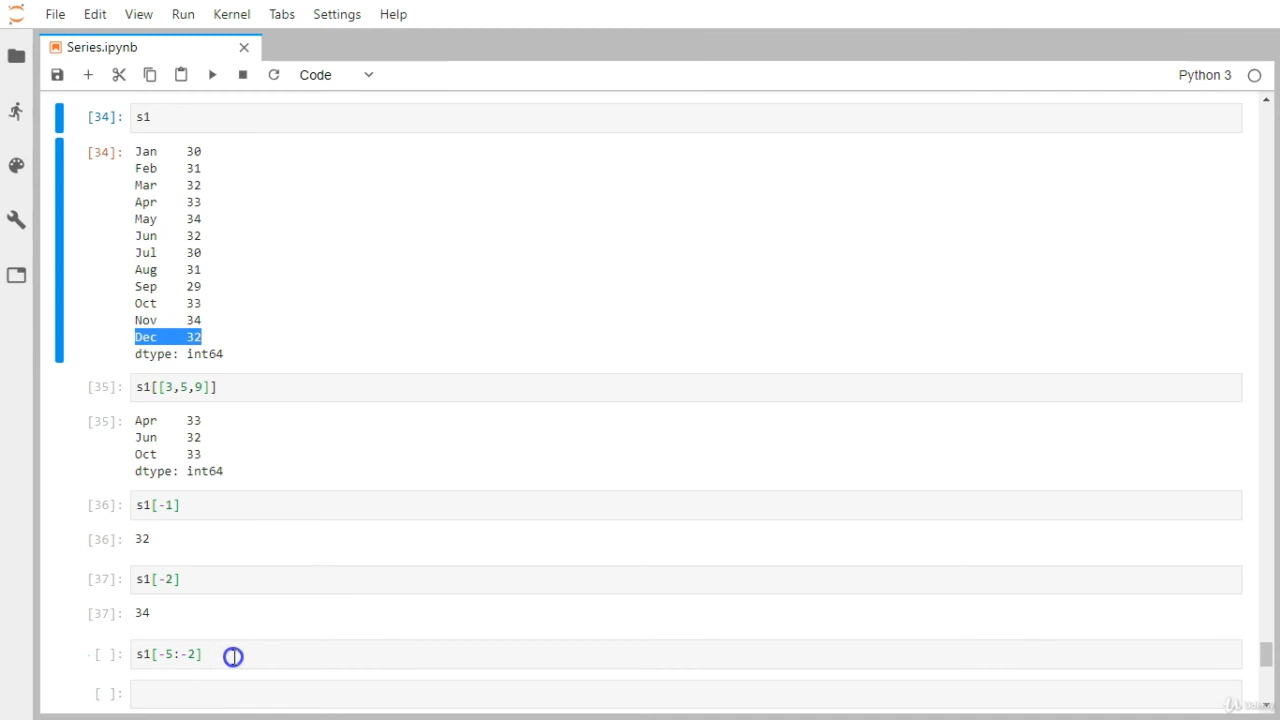 File Edit View Run Kernel Tabs Settings Help
Series.ipynb
Code
Python 3
[34]: s1
[34]: Jan 30
Feb 31
Mar 32
Apr 33
May 34
Jun 32
Jul 30
Aug 31
Sep 29
Oct 33
Nov 34
Dec 32
dtype: int64
[35]: s1[[3,5,9]]
[35]: Apr 33
Jun 32
Oct 33
dtype: int64
[36]: s1[-1]
[36]: 32
[37]: s1[-2]
[37]: 34
[ ]: s1[-5:-2]
[ ]: